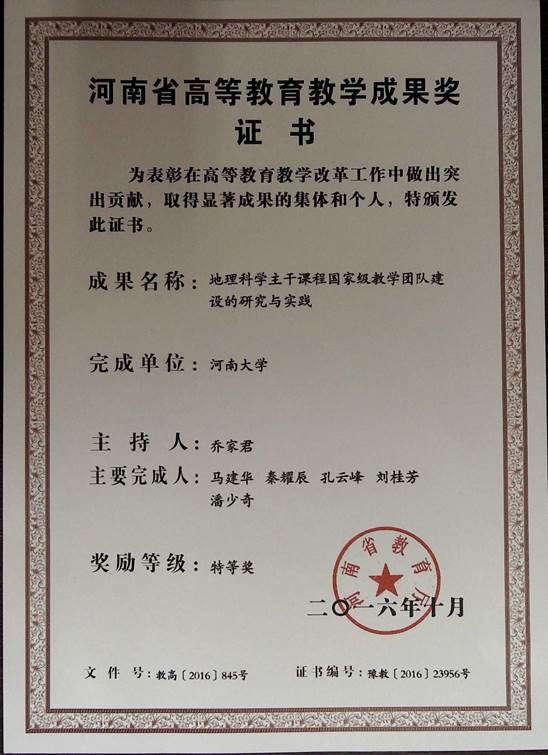 河南省高等教育教学成果奖
证书
为表彰在高等教育教学改革工作中做出突
出贡献，取得显著成果的集体和个人，特颁发
此证书。
成果名称：地理科学主干课程国家级教学团队建
设的研究与实践
完成单位：河南大学
主持人：乔家君
主要完成人：马建华 秦耀辰 孔云峰 刘桂芳
潘少奇
奖励等级：特等奖
河南省教育厅
二〇一六年十月
文件号：教高〔2016〕845号 证书编号：豫教〔2016〕23956号